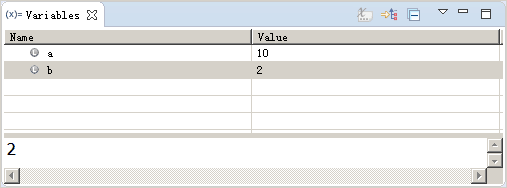 (x)= Variables
Name Value
a 10
b 2
2